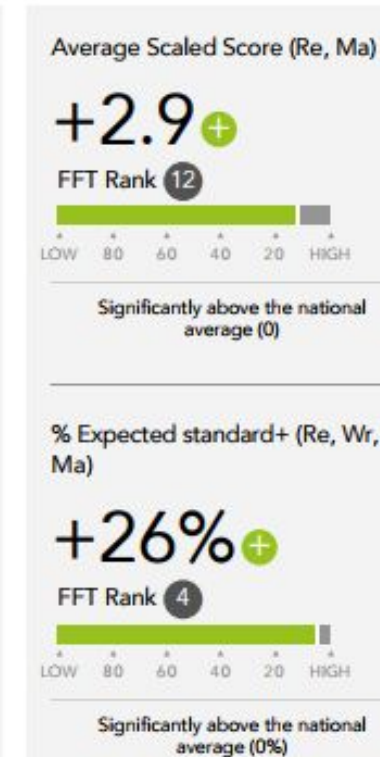 Average Scaled Score (Re, Ma)
+2.9 +
FFT Rank 12
LOW 80 60 40 20 HIGH
Significantly above the national
average (0)
% Expected standard+ (Re, Wr,
Ma)
+26% +
FFT Rank 4
LOW 80 60 40 20 HIGH
Significantly above the national
average (0%)